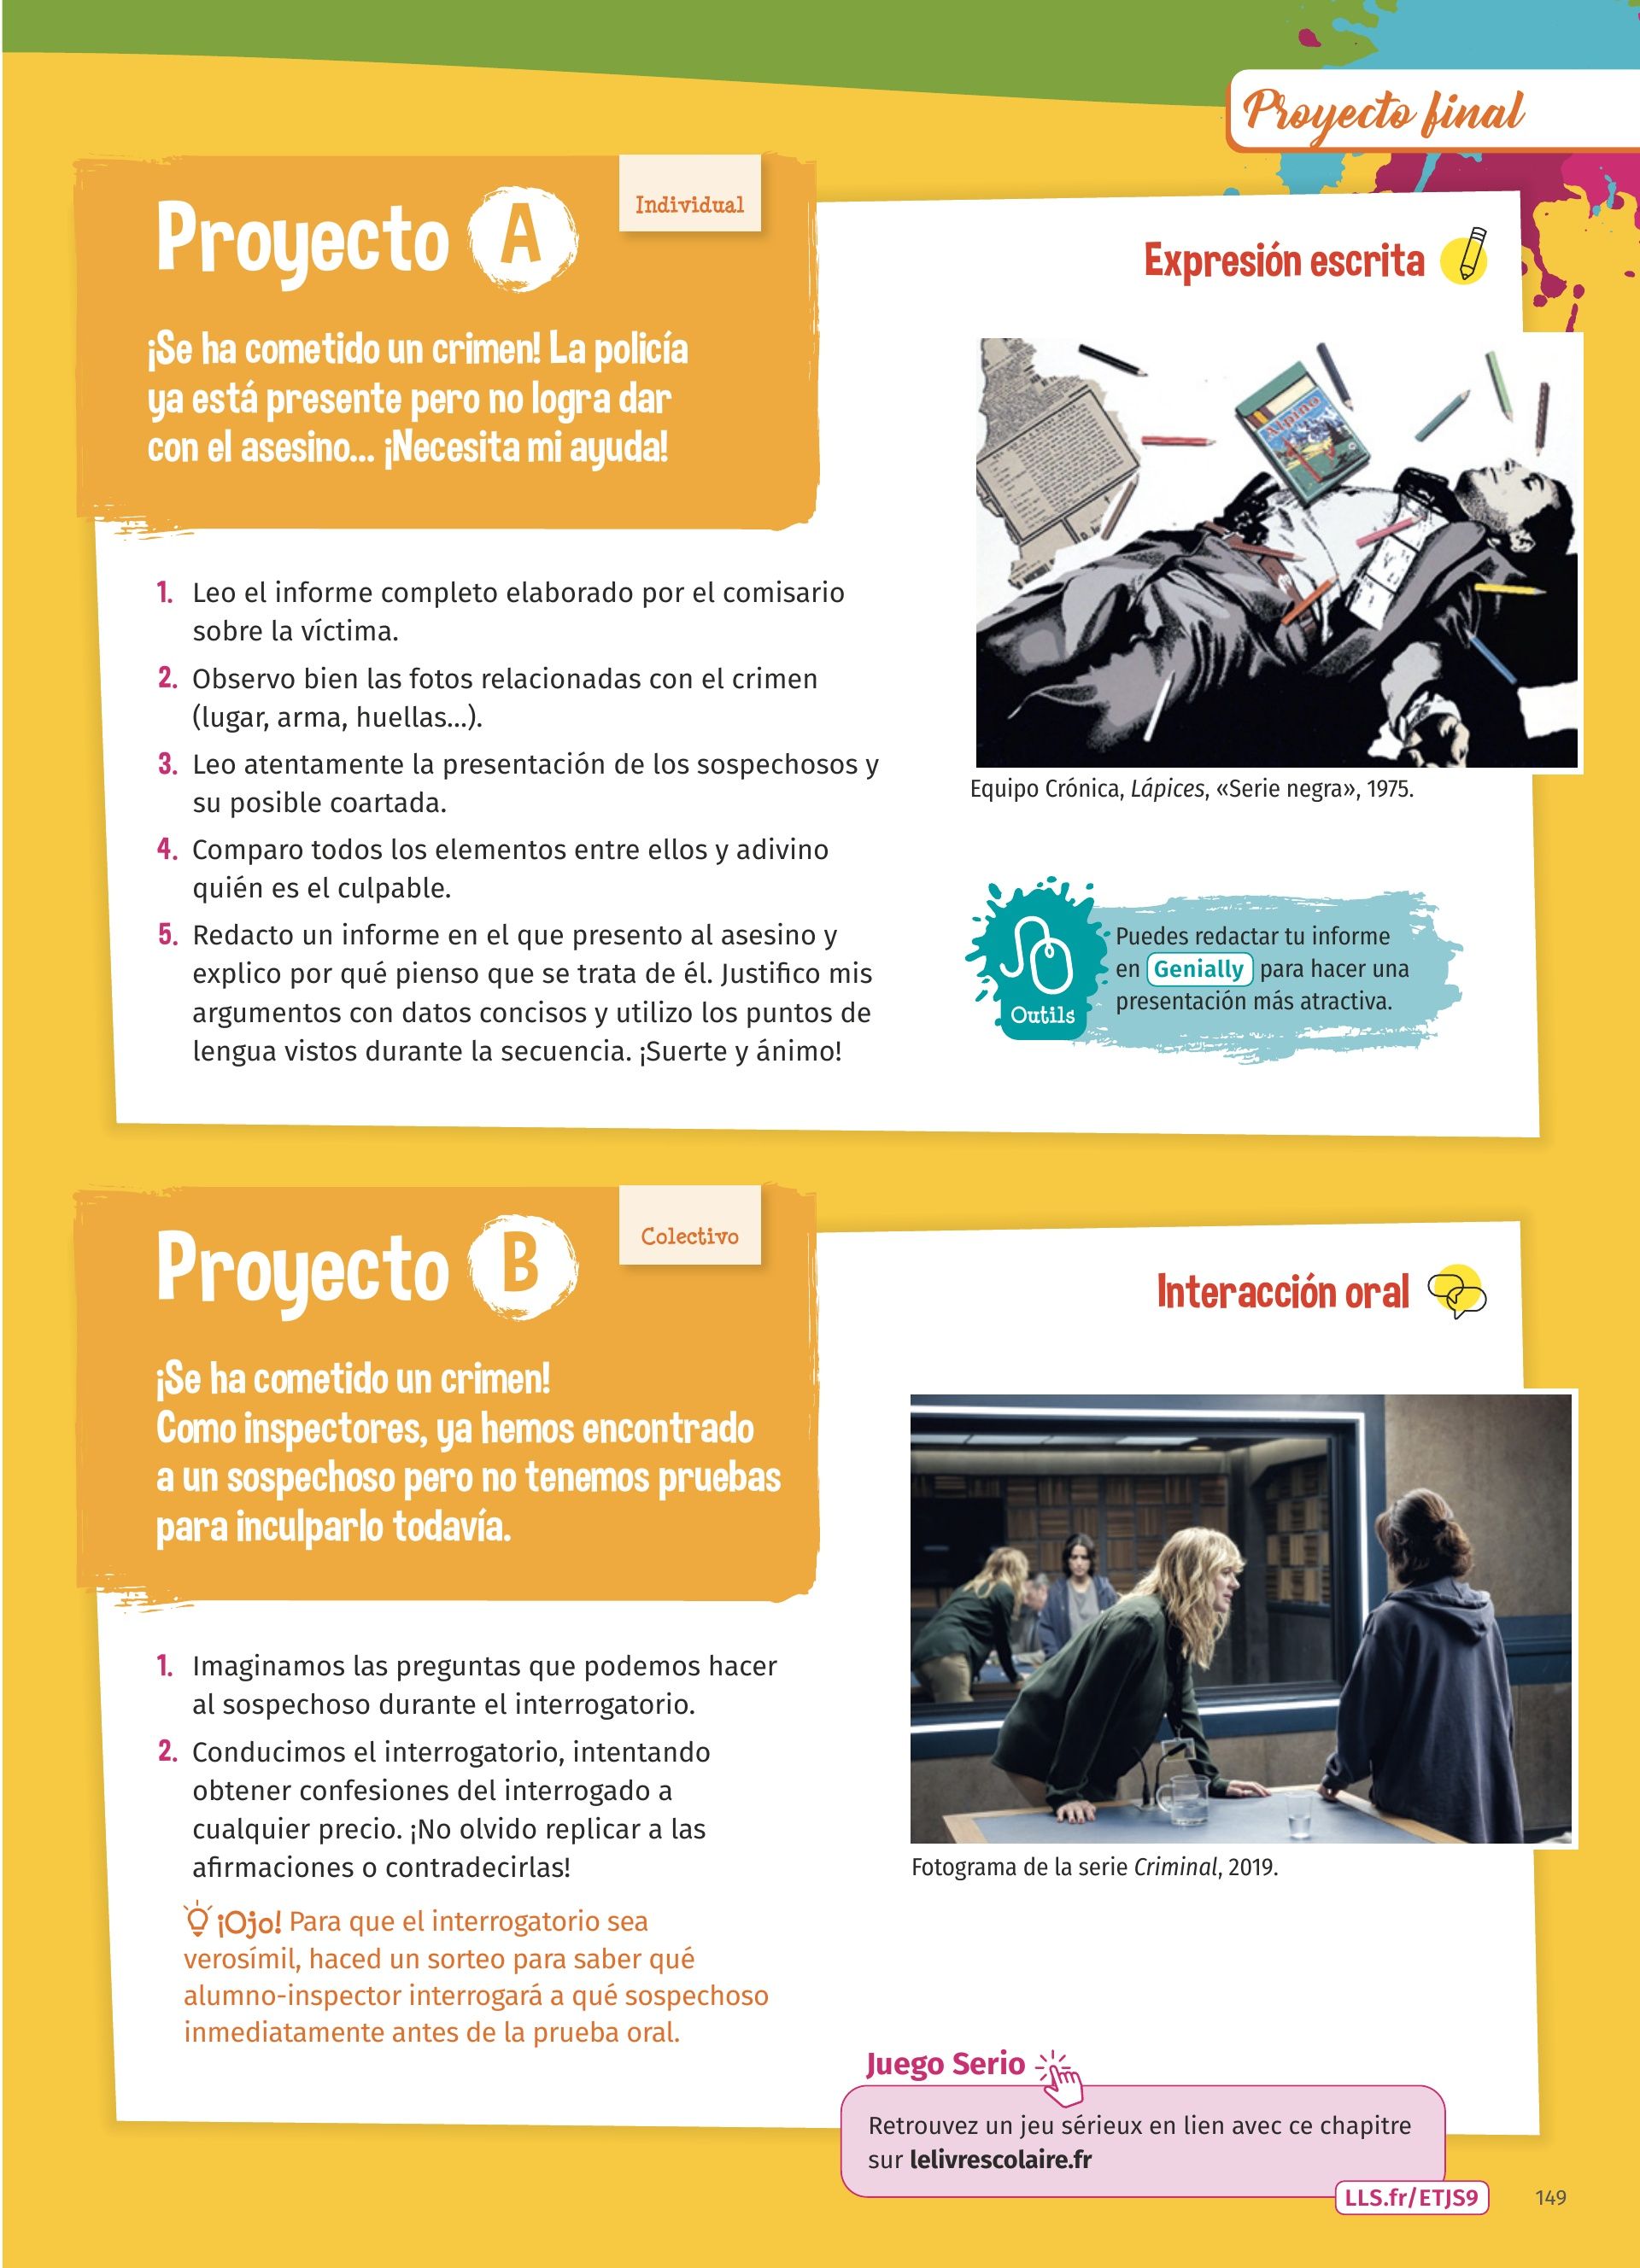 Proyecto final
Proyecto A
Individual
¡Se ha cometido un crimen! La policía
ya está presente pero no logra dar
con el asesino... ¡Necesita mi ayuda!
Expresión escrita
1. Leo el informe completo elaborado por el comisario
sobre la víctima.
2. Observo bien las fotos relacionadas con el crimen
(lugar, arma, huellas...).
3. Leo atentamente la presentación de los sospechosos y
su posible coartada.
4. Comparo todos los elementos entre ellos y adivino
quién es el culpable.
5. Redacto un informe en el que presento al asesino y
explico por qué pienso que se trata de él. Justifico mis
argumentos con datos concisos y utilizo los puntos de
lengua vistos durante la secuencia. ¡Suerte y ánimo!
Alpino
Equipo Crónica, Lápices, «Serie negra», 1975.
Outils
Puedes redactar tu informe
en Genially para hacer una
presentación más atractiva.
Proyecto B
Colectivo
¡Se ha cometido un crimen!
Como inspectores, ya hemos encontrado
a un sospechoso pero no tenemos pruebas
para inculparlo todavía.
Interacción oral
1. Imaginamos las preguntas que podemos hacer
al sospechoso durante el interrogatorio.
2. Conducimos el interrogatorio, intentando
obtener confesiones del interrogado a
cualquier precio. ¡No olvido replicar a las
afirmaciones o contradecirlas!
¡Ojo! Para que el interrogatorio sea
verosímil, haced un sorteo para saber qué
alumno-inspector interrogará a qué sospechoso
inmediatamente antes de la prueba oral.
Fotograma de la serie Criminal, 2019.
Juego Serio
Retrouvez un jeu sérieux en lien avec ce chapitre
sur lelivrescolaire.fr
LLS.fr/ETJS9
149